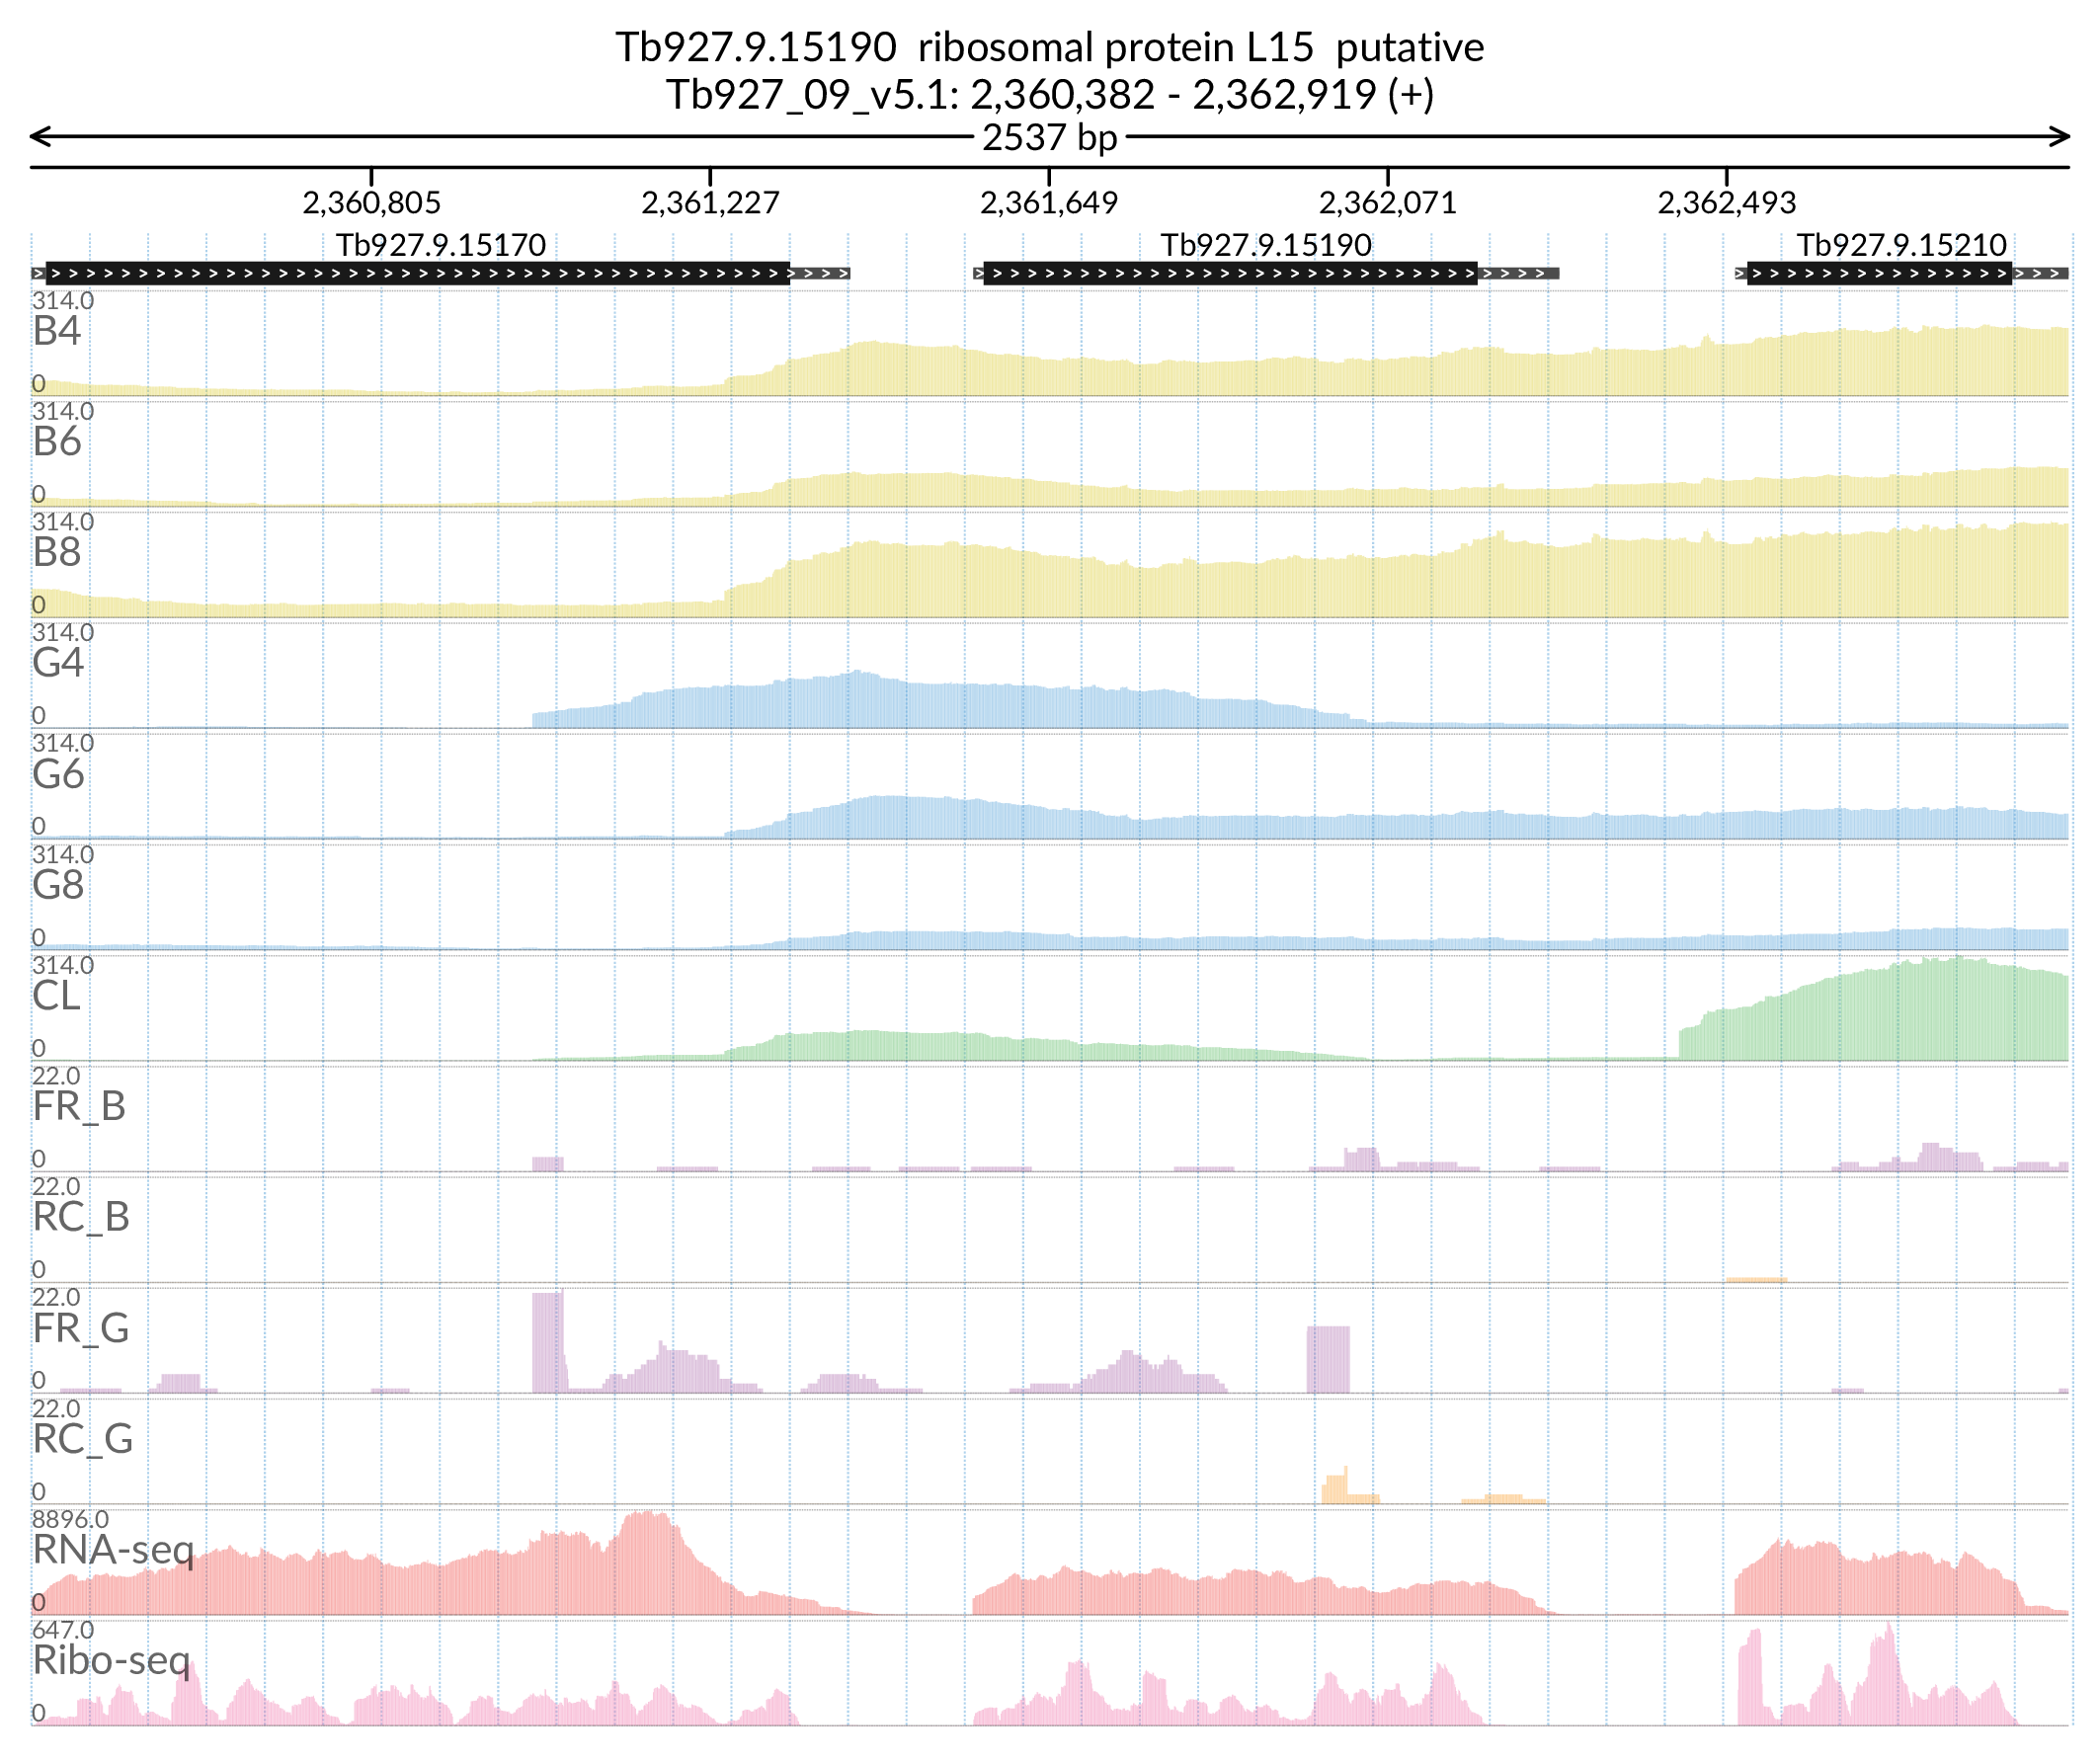 Tb927.9.15190 ribosomal protein L15 putative
Tb927_09_v5.1: 2,360,382 - 2,362,919 (+)
2537 bp
2,360,805 2,361,227 2,361,649 2,362,071 2,362,493
Tb927.9.15170 Tb927.9.15190 Tb927.9.15210
314.0
B4
0
314.0
B6
0
314.0
B8
0
314.0
G4
0
314.0
G6
0
314.0
G8
0
314.0
CL
0
22.0
FR_B
0
22.0
RC_B
0
22.0
FR_G
0
22.0
RC_G
0
8896.0
RNA-seq
0
647.0
Ribo-seq
0